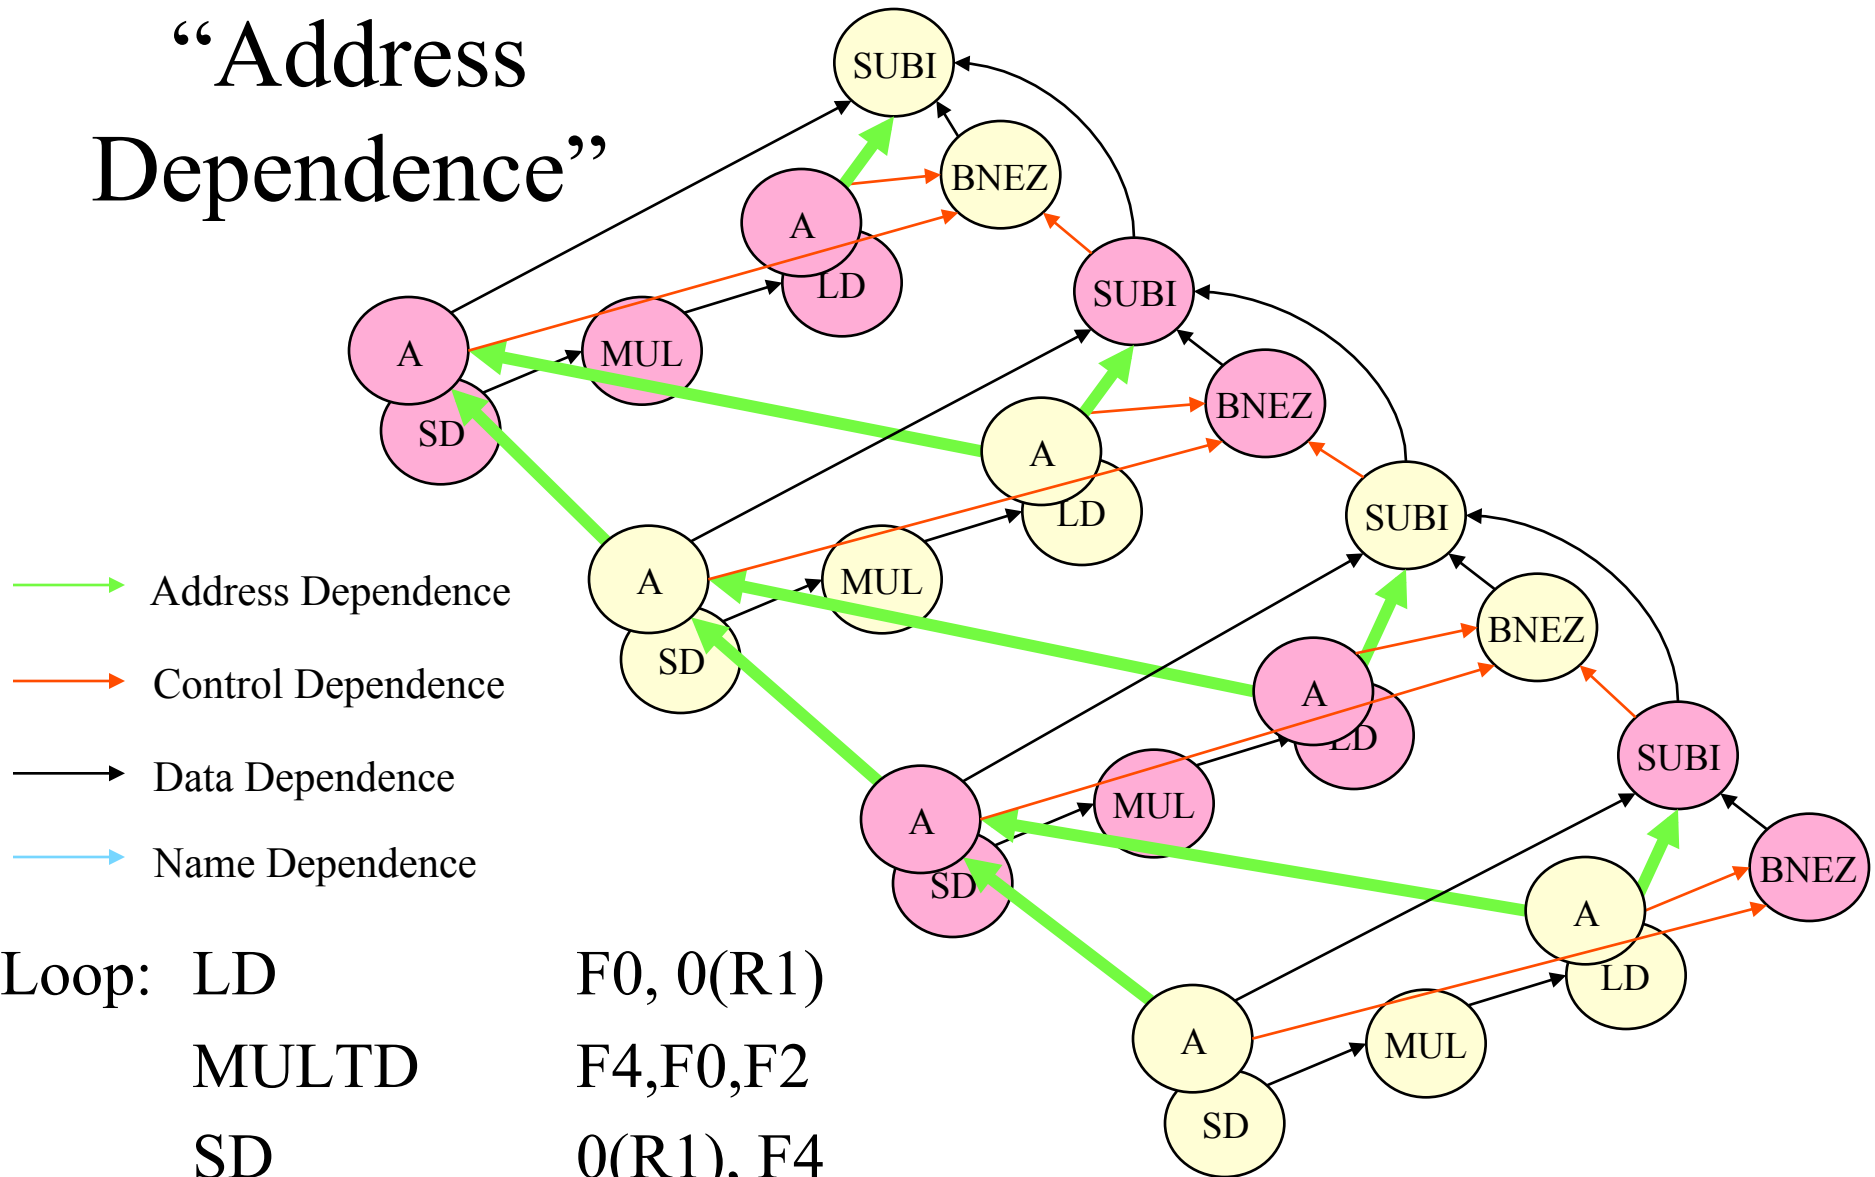 “Address
Dependence”
SUBI
BNEZ
A
LD
SUBI
A
MUL
BNEZ
SD
A
LD
SUBI
A
MUL
BNEZ
SD
A
LD
SUBI
A
MUL
BNEZ
SD
A
LD
A
MUL
SD
Address Dependence
Control Dependence
Data Dependence
Name Dependence
Loop: LD F0, 0(R1)
MULTD F4,F0,F2
SD 0(R1), F4